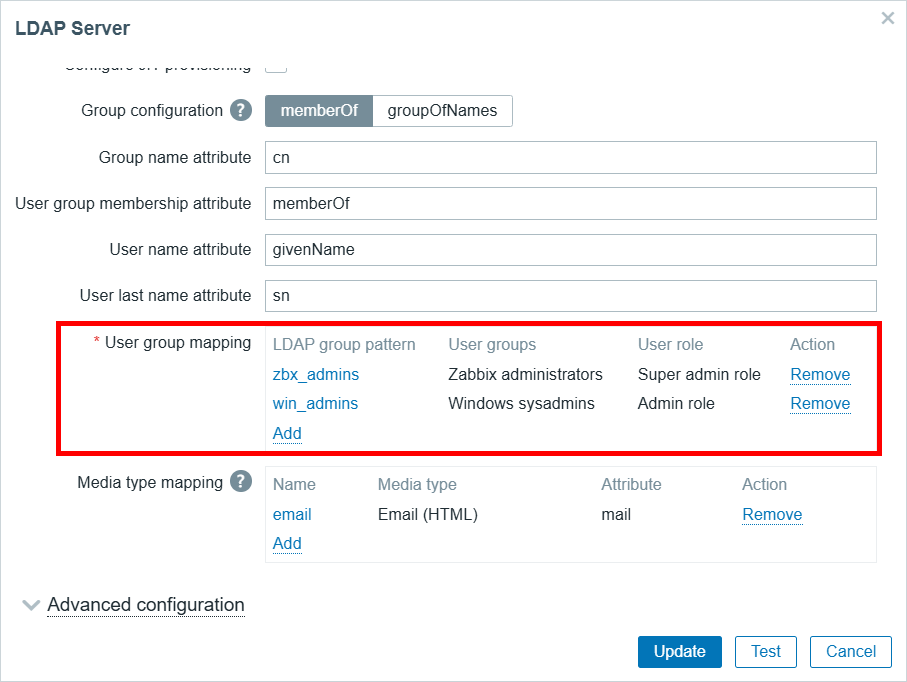 LDAP Server
Group configuration ? memberOf groupOfNames
Group name attribute cn
User group membership attribute memberOf
User name attribute givenName
User last name attribute sn
* User group mapping LDAP group pattern User groups User role Action
zbx_admins Zabbix administrators Super admin role Remove
win_admins Windows sysadmins Admin role Remove
Add
Media type mapping ? Name Media type Attribute Action
email Email (HTML) mail Remove
Add
Advanced configuration
Update Test Cancel